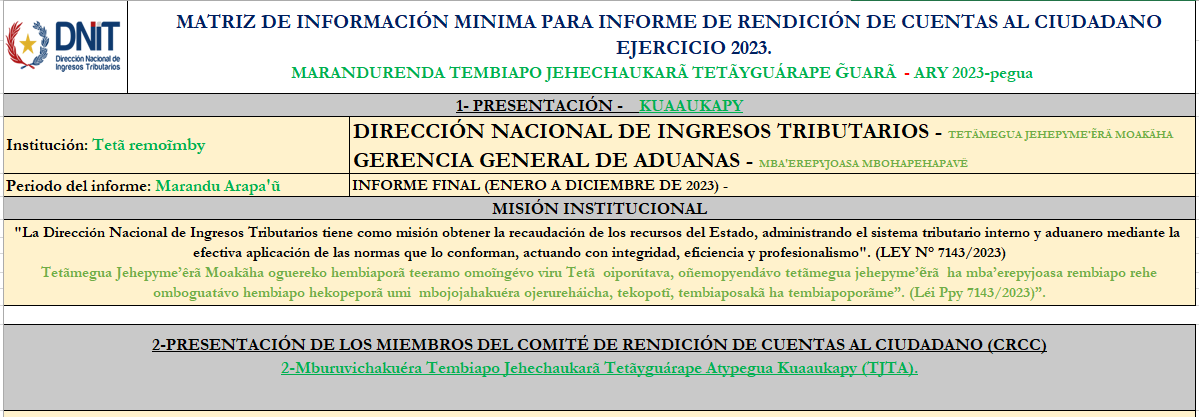 DNIT
Dirección Nacional de
Ingresos Tributarios
MATRIZ DE INFORMACIÓN MINIMA PARA INFORME DE RENDICIÓN DE CUENTAS AL CIUDADANO
EJERCICIO 2023.
MARANDURENDA TEMBIAPO JEHECHAUKARÃ TETÃYGUÁRAPE G̃UARÃ - ARY 2023-pegua
1- PRESENTACIÓN - KUAAUKAPY
Institución: Tetã remoĩmby
DIRECCIÓN NACIONAL DE INGRESOS TRIBUTARIOS - TETÃMEGUA JEHEPYME'ẼRÃ MOAKÃHA
GERENCIA GENERAL DE ADUANAS - MBA'EREPYJOASA MBOHAPEHAPAVẼ
Periodo del informe: Marandu Arapa'ũ
INFORME FINAL (ENERO A DICIEMBRE DE 2023) -
MISIÓN INSTITUCIONAL
"La Dirección Nacional de Ingresos Tributarios tiene como misión obtener la recaudación de los recursos del Estado, administrando el sistema tributario interno y aduanero mediante la
efectiva aplicación de las normas que lo conforman, actuando con integridad, eficiencia y profesionalismo". (LEY N° 7143/2023)
Tetãmegua Jehepyme’ẽrã Moakãha oguereko hembiaporã teeramo omoĩngévo viru Tetã oiporútava, oñemopyendávo tetãmegua jehepyme’ẽrã ha mba’erepyjoasa rembiapo rehe
omboguatávo hembiapo hekopeporã umi mbojojahakuéra ojerureháicha, tekopotĩ, tembiaposakã ha tembiapoporãme”. (Léi Ppy 7143/2023)”.
2-PRESENTACIÓN DE LOS MIEMBROS DEL COMITÉ DE RENDICIÓN DE CUENTAS AL CIUDADANO (CRCC)
2-Mburuvichakuéra Tembiapo Jehechaukarã Tetãyguárape Atypegua Kuaaukapy (TJTA).